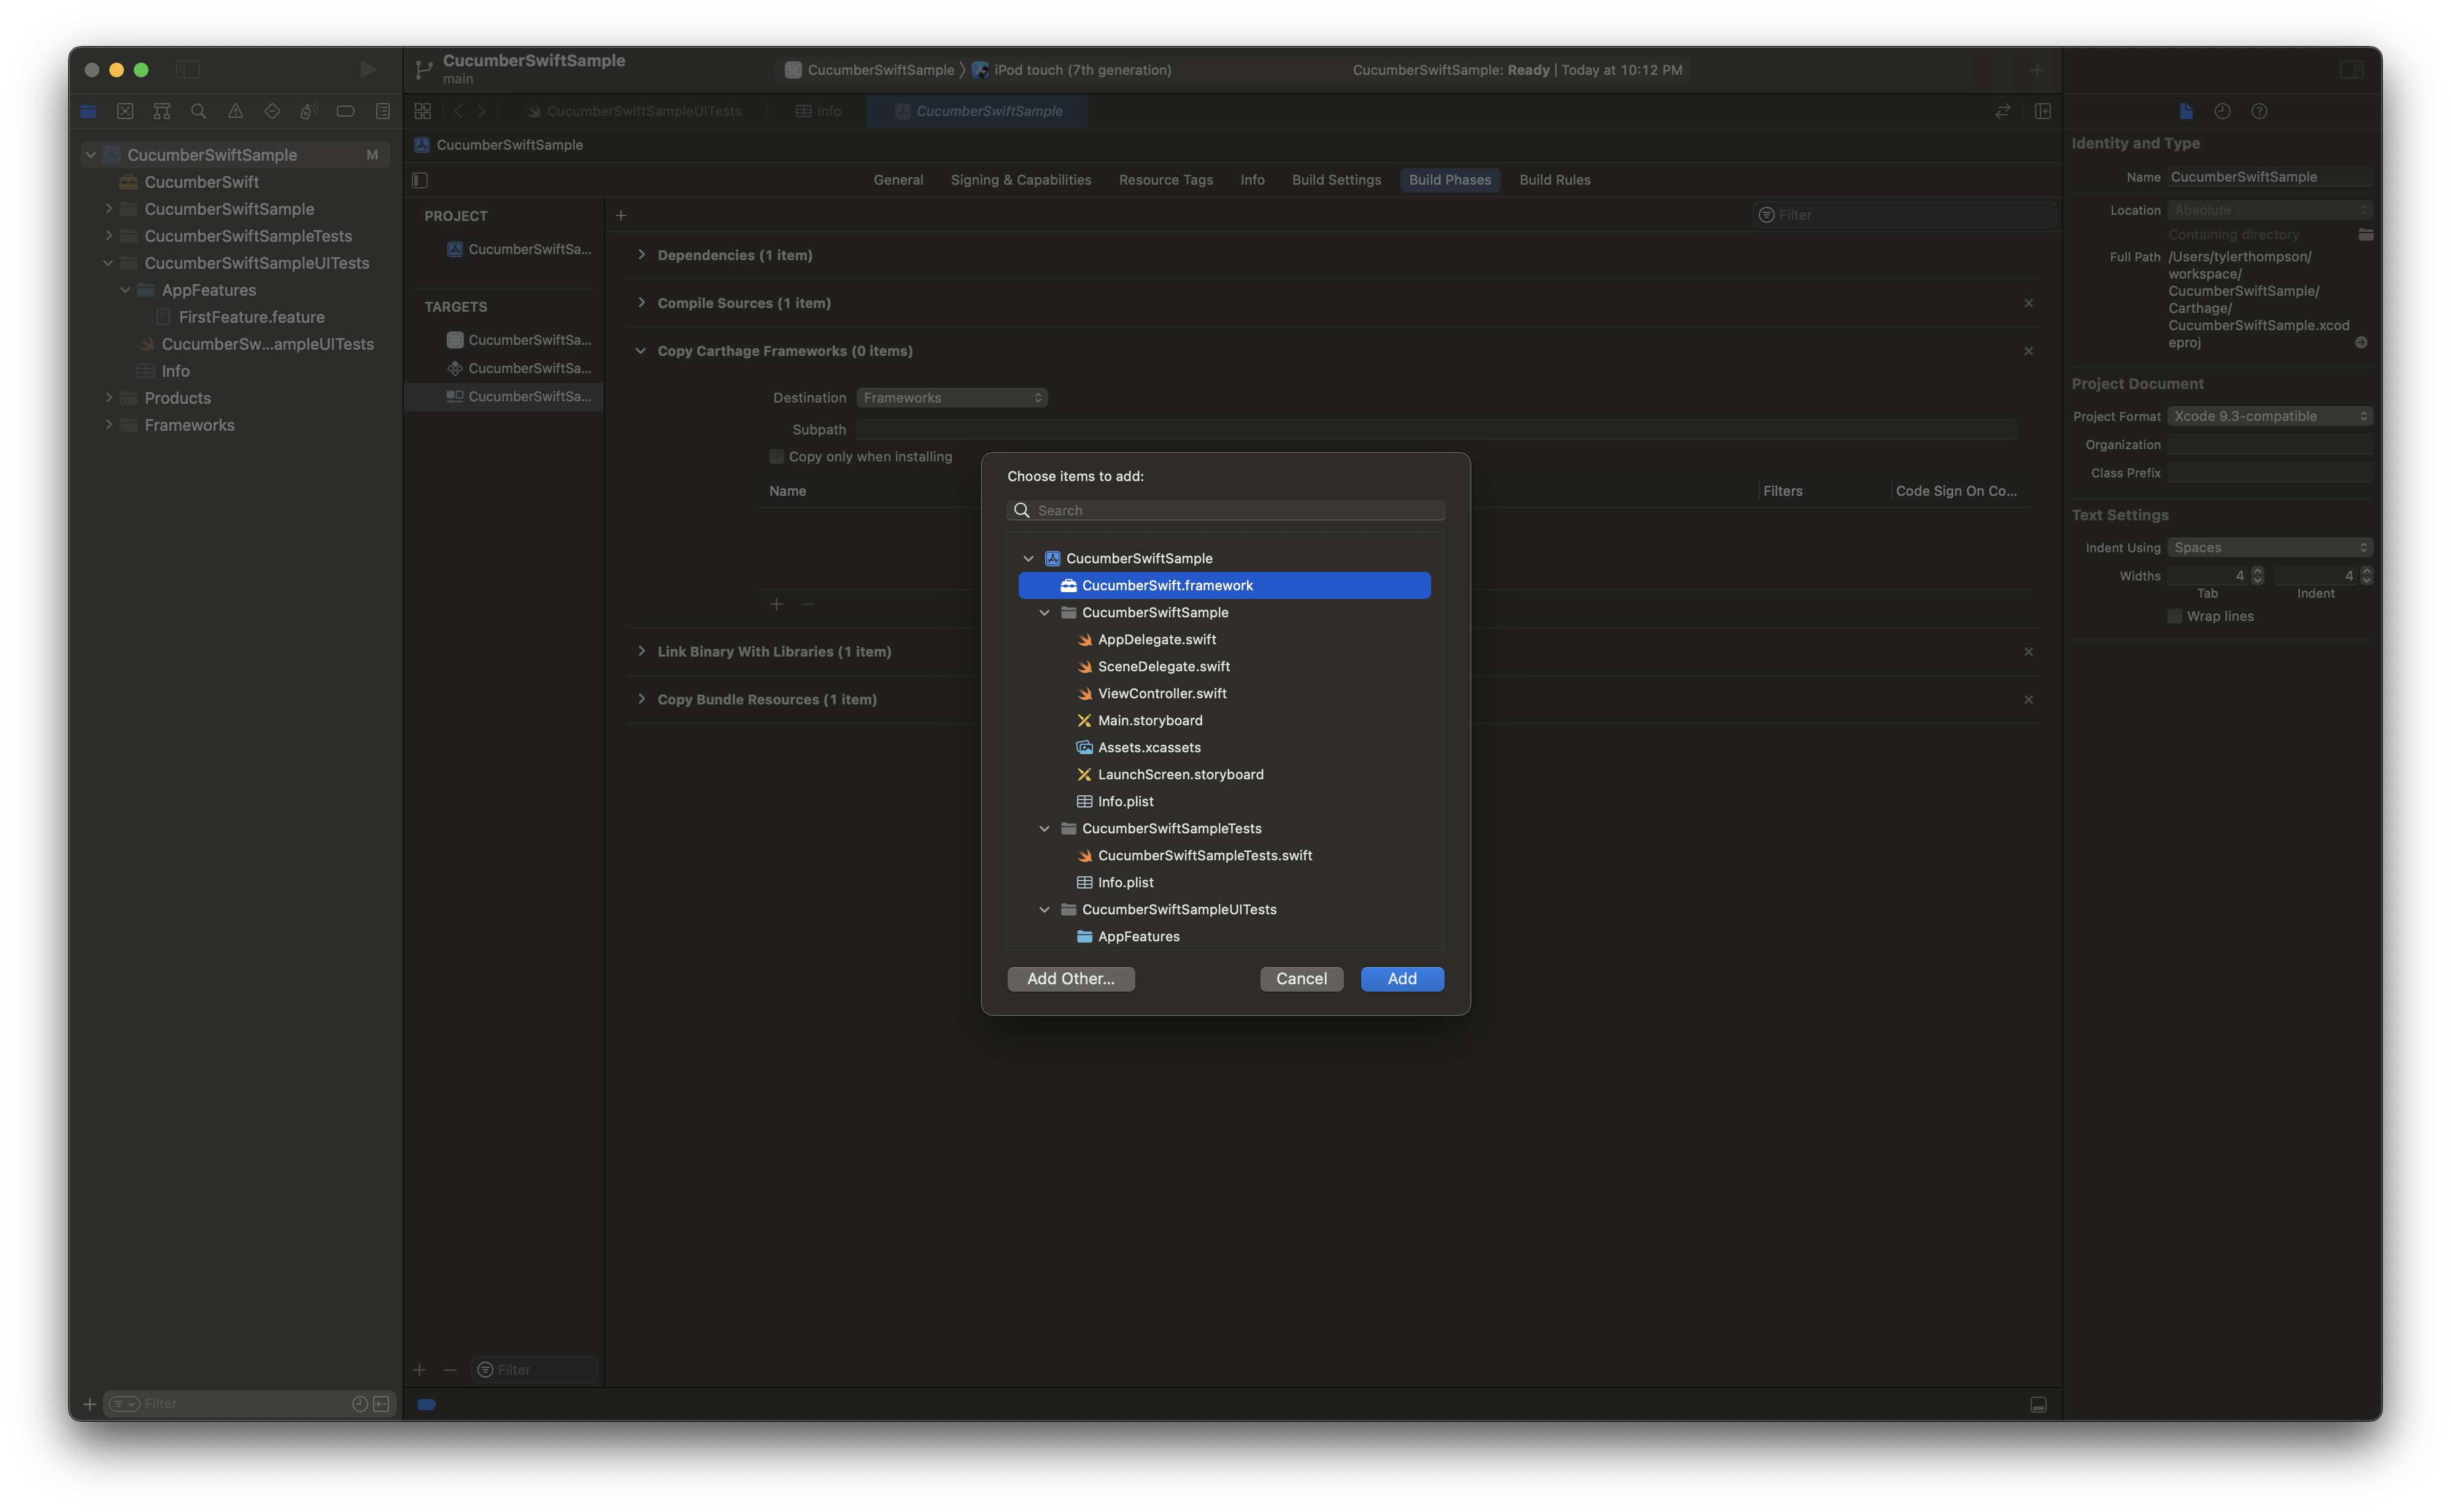 CucumberSwiftSample
main
CucumberSwiftSample
iPod touch (7th generation)
CucumberSwiftSample: Ready | Today at 10:12 PM
CucumberSwiftSampleUITests
Info
CucumberSwiftSample
CucumberSwiftSample
M
CucumberSwift
CucumberSwiftSample
CucumberSwiftSampleTests
CucumberSwiftSampleUITests
AppFeatures
FirstFeature.feature
CucumberSw...ampleUITests
Info
Products
Frameworks
Filter
CucumberSwiftSample
General
Signing & Capabilities
Resource Tags
Info
Build Settings
Build Phases
Build Rules
PROJECT
CucumberSwiftSa...
TARGETS
CucumberSwiftSa...
CucumberSwiftSa...
CucumberSwiftSa...
Filter
Filter
Dependencies (1 item)
Compile Sources (1 item)
Copy Carthage Frameworks (0 items)
Destination Frameworks
Subpath
Copy only when installing
Name
Filters
Code Sign On Co...
Link Binary With Libraries (1 item)
Copy Bundle Resources (1 item)
Choose items to add:
Search
CucumberSwiftSample
CucumberSwift.framework
CucumberSwiftSample
AppDelegate.swift
SceneDelegate.swift
ViewController.swift
Main.storyboard
Assets.xcassets
LaunchScreen.storyboard
Info.plist
CucumberSwiftSampleTests
CucumberSwiftSampleTests.swift
Info.plist
CucumberSwiftSampleUITests
AppFeatures
Add Other...
Cancel
Add
Identity and Type
Name CucumberSwiftSample
Location Absolute
Containing directory
Full Path /Users/tylerthompson/
workspace/
CucumberSwiftSample/
Carthage/
CucumberSwiftSample.xcod
eproj
Project Document
Project Format Xcode 9.3-compatible
Organization
Class Prefix
Text Settings
Indent Using Spaces
Widths 4 4
Tab Indent
Wrap lines